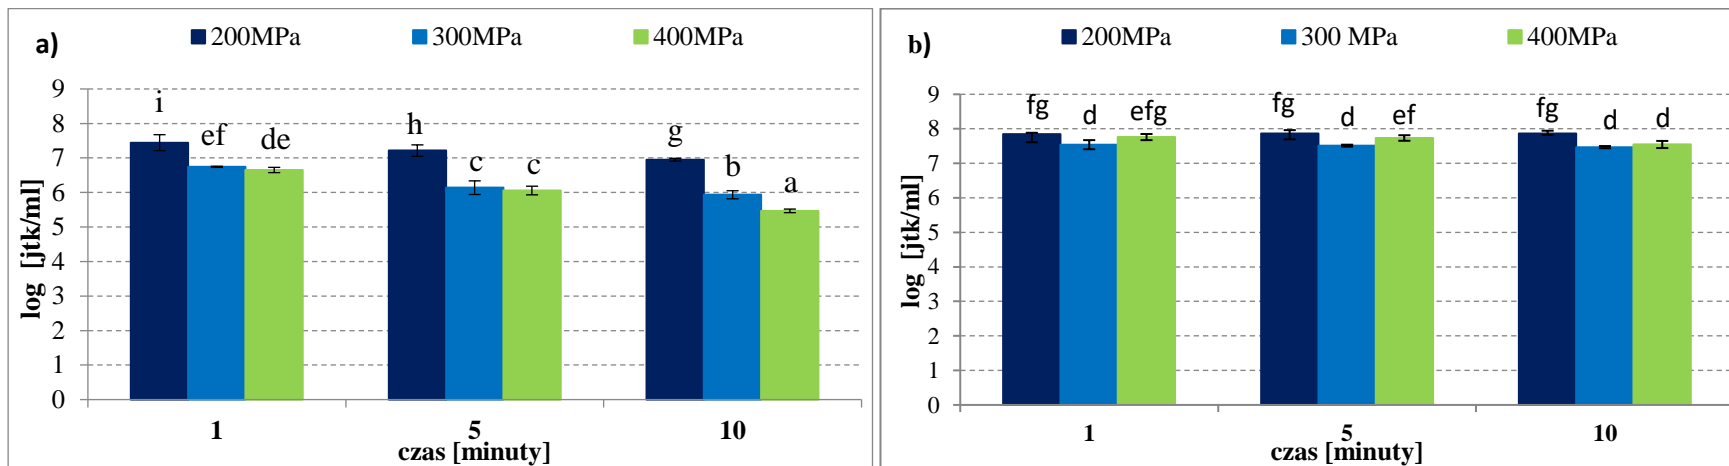 a)
200MPa 300MPa 400MPa
log [jtk/ml]
9
8
7
6
5
4
3
2
1
0
i ef de h c c g b a
1 5 10
czas [minuty]
b)
200MPa 300 MPa 400MPa
log [jtk/ml]
9
8
7
6
5
4
3
2
1
0
fg d efg fg d ef fg d d
1 5 10
czas [minuty]